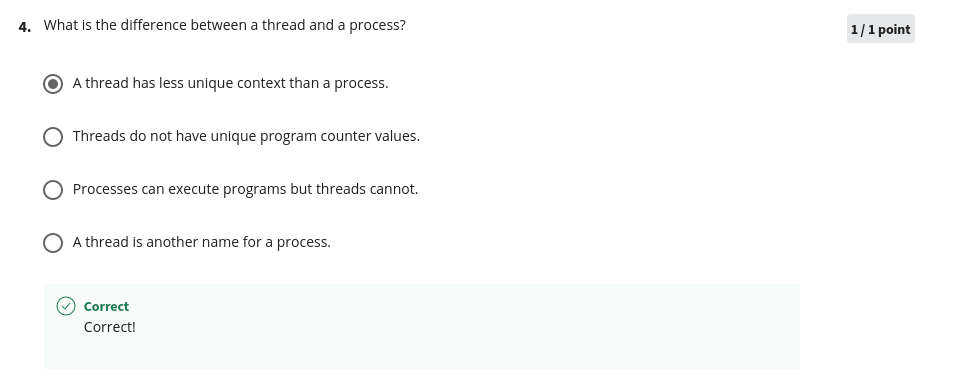 4. What is the difference between a thread and a process?
1 / 1 point
A thread has less unique context than a process.
Threads do not have unique program counter values.
Processes can execute programs but threads cannot.
A thread is another name for a process.
Correct
Correct!